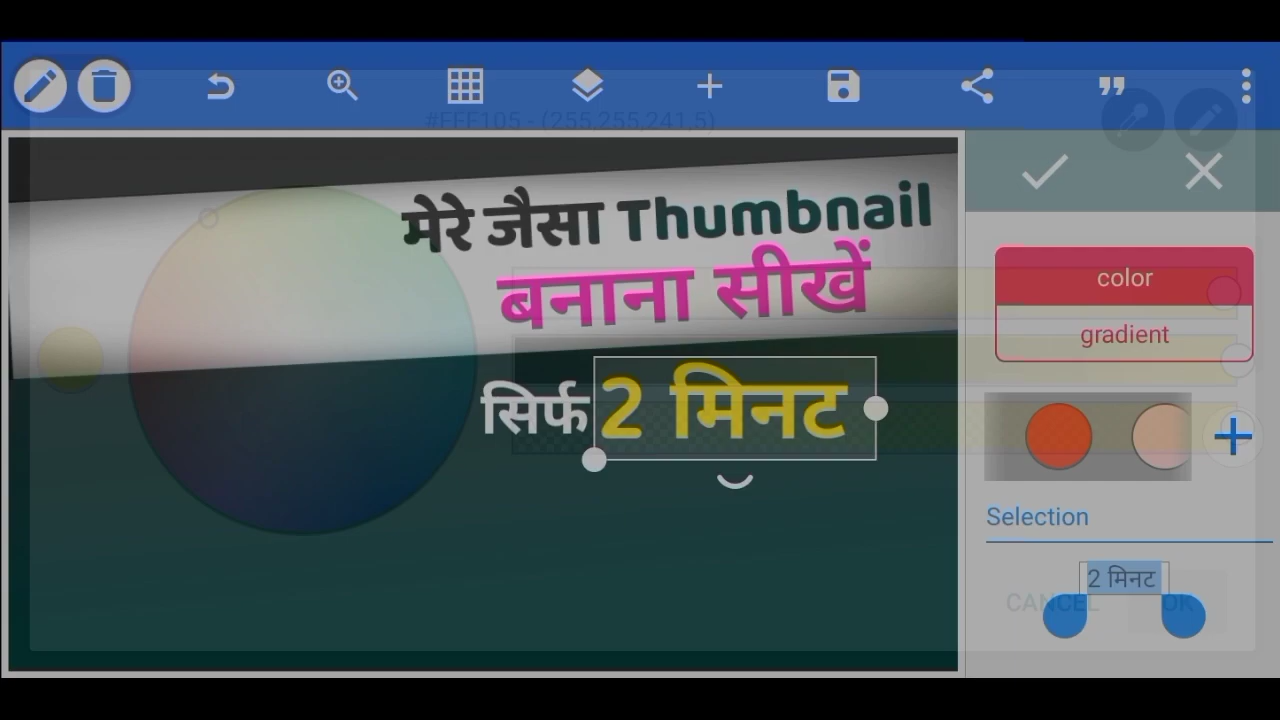 #FFF105 - (255,255,241,5)
मेरे जैसा Thumbnail
बनाना सीखें
सिर्फ 2 मिनट
color
gradient
Selection
2 मिनट
CANCEL
OK